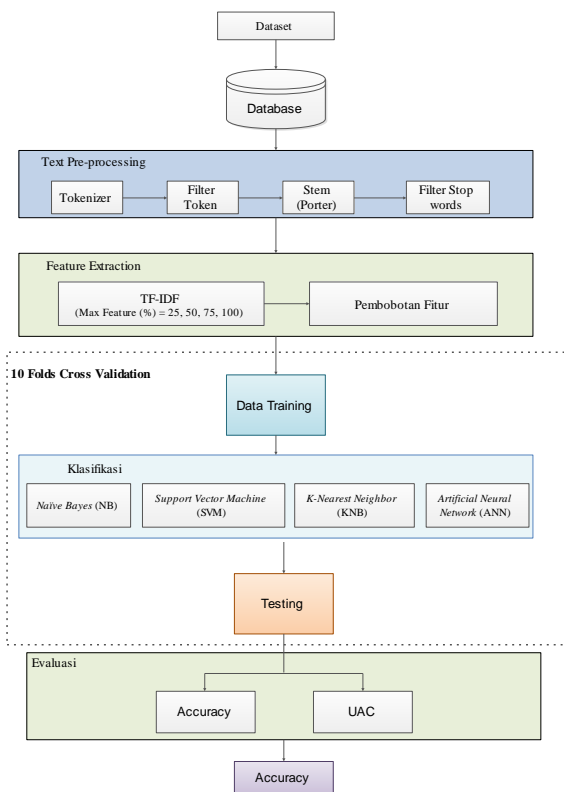 Dataset
Database
Text Pre-processing
Tokenizer
Filter
Token
Stem
(Porter)
Filter Stop
words
Feature Extraction
TF-IDF
(Max Feature (%) = 25, 50, 75, 100)
Pembobotan Fitur
10 Folds Cross Validation
Data Training
Klasifikasi
Naïve Bayes (NB)
Support Vector Machine
(SVM)
K-Nearest Neighbor
(KNB)
Artificial Neural
Network (ANN)
Testing
Evaluasi
Accuracy
UAC
Accuracy